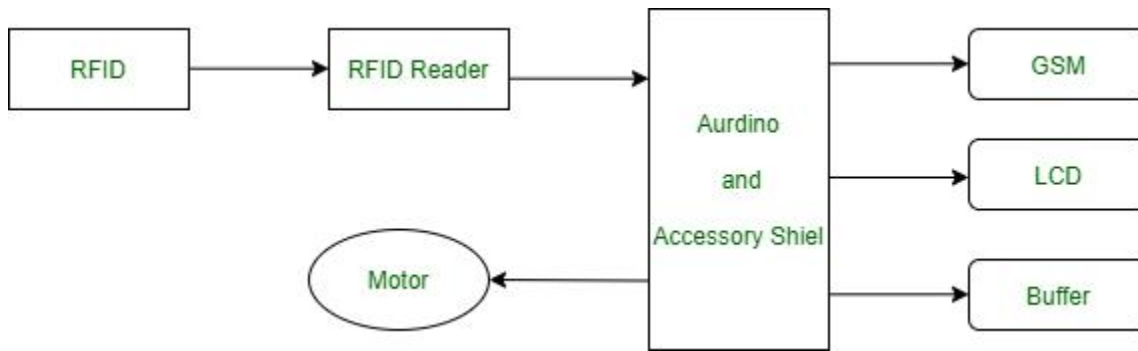 RFID
RFID Reader
Aurdino
and
Accessory Shiel
GSM
LCD
Buffer
Motor